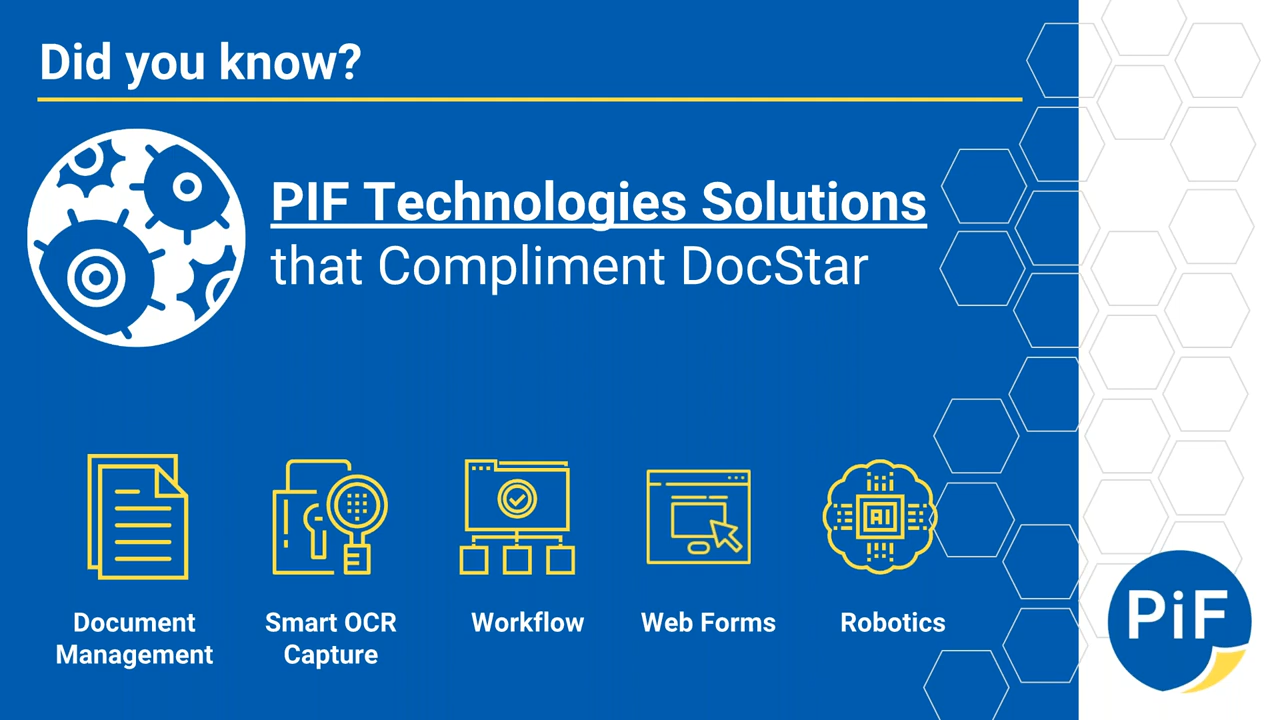 Did you know?
PIF Technologies Solutions
that Compliment DocStar
AI
Document
Management
Smart OCR
Capture
Workflow
Web Forms
Robotics
PiF